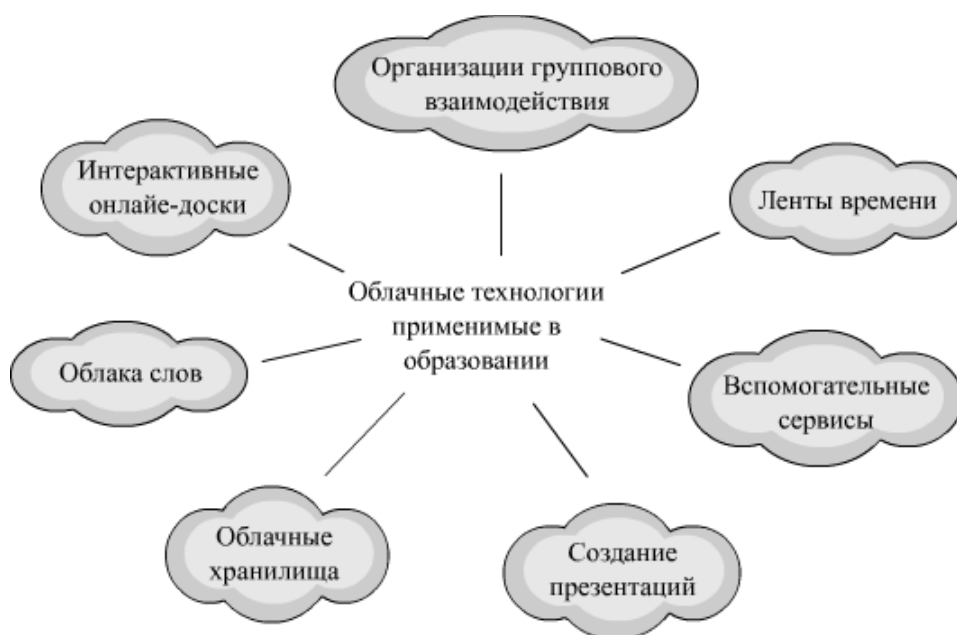 Организации группового
взаимодействия
Интерактивные
онлайе-доски
Ленты времени
Облачные технологии
применимые в
образовании
Облака слов
Вспомогательные
сервисы
Облачные
хранилища
Создание
презентаций